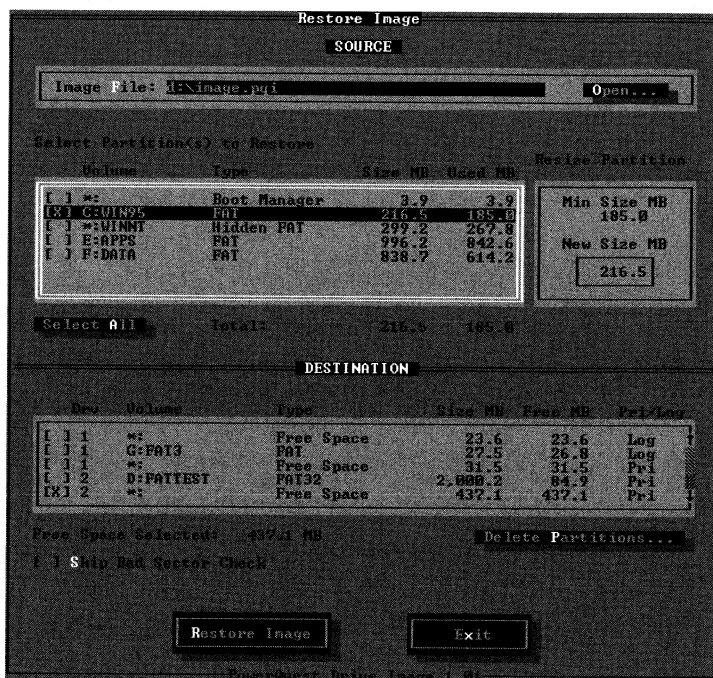 Restore Image
SOURCE
Image File: d:\image.pqi Open...
Select Partition(s) to Restore
Resize Partition
Volume Type Size MB Used MB
[ ] *: Boot Manager 3.9 3.9
[X] C:WIN95 FAT 216.5 185.0
[ ] *:WINNT Hidden FAT 299.2 267.8
[ ] E:APPS FAT 996.2 842.6
[ ] F:DATA FAT 838.7 614.2
Min Size MB
185.0
New Size MB
216.5
Select All Total: 216.5 185.0
DESTINATION
Drv Volume Type Size MB Free MB Pri/Log
[ ] 1 *: Free Space 23.6 23.6 Log
[ ] 1 G:FAT3 FAT 27.5 26.8 Log
[ ] 1 *: Free Space 31.5 31.5 Pri
[ ] 2 D:FATTEST FAT32 2,000.2 84.9 Pri
[X] 2 *: Free Space 437.1 437.1 Pri
Free Space Selected: 437.1 MB
Delete Partitions...
[ ] Skip Bad Sector Check
Restore Image Exit
PowerQuest Drive Image 1.01